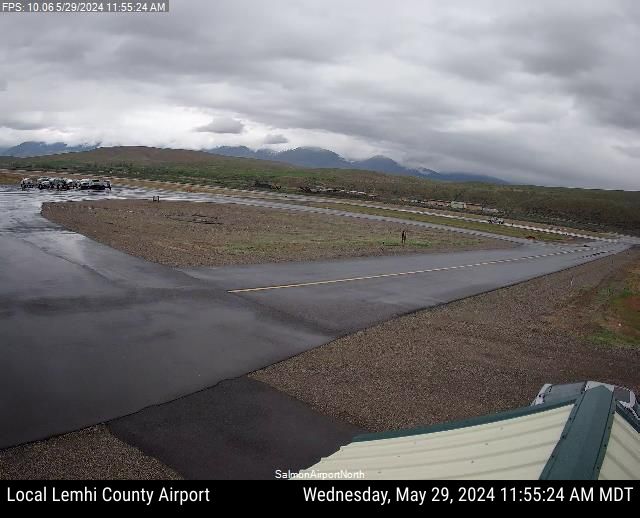 FPS: 10.06 5/29/2024 11:55:24 AM
SalmonAirportNorth
Local Lemhi County Airport
Wednesday, May 29, 2024 11:55:24 AM MDT